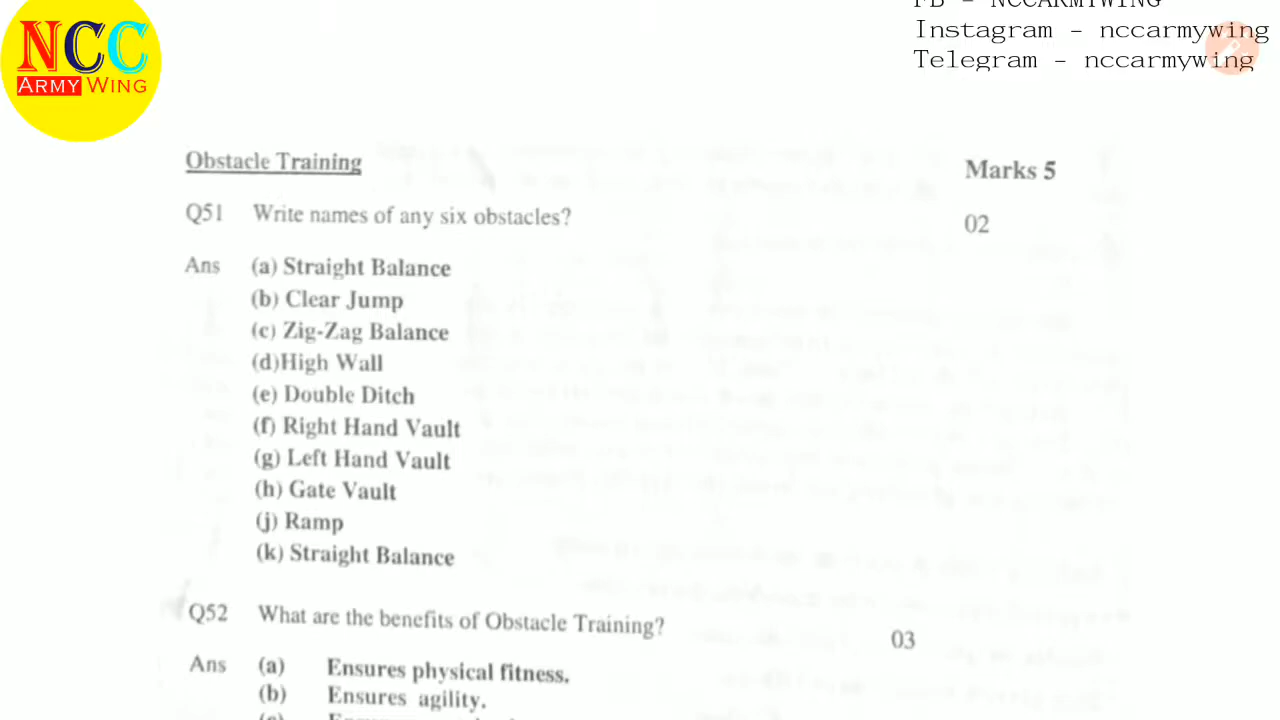 FB - NCCARMYWING
Instagram - nccarmywing
Telegram - nccarmywing
NCC
ARMY WING
Obstacle Training
Marks 5
Q51 Write names of any six obstacles?
02
Ans (a) Straight Balance
(b) Clear Jump
(c) Zig-Zag Balance
(d)High Wall
(e) Double Ditch
(f) Right Hand Vault
(g) Left Hand Vault
(h) Gate Vault
(j) Ramp
(k) Straight Balance
Q52 What are the benefits of Obstacle Training?
03
Ans (a) Ensures physical fitness.
(b) Ensures agility.